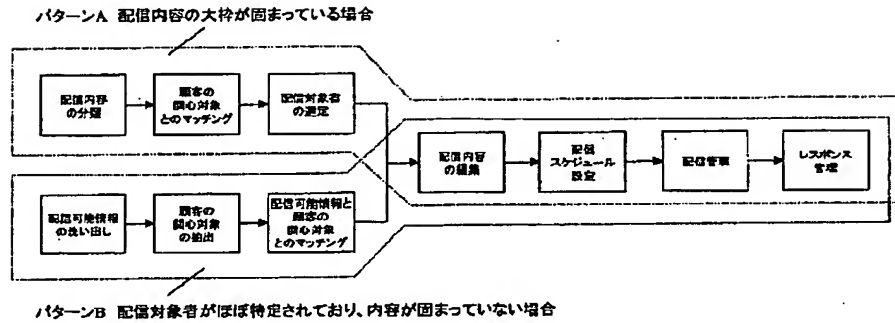 パターンA 配信内容の大枠が固まっている場合
配信内容
の分類
顧客の
関心対象
とのマッチング
配信対象者
の選定
配信内容
の編集
配信
スケジュール
設定
配信管理
レスポンス
管理
配信可能情報
の洗い出し
顧客の
関心対象
の抽出
配信可能情報と
顧客の
関心対象
とのマッチング
パターンB 配信対象者がほぼ特定されており、内容が固まっていない場合